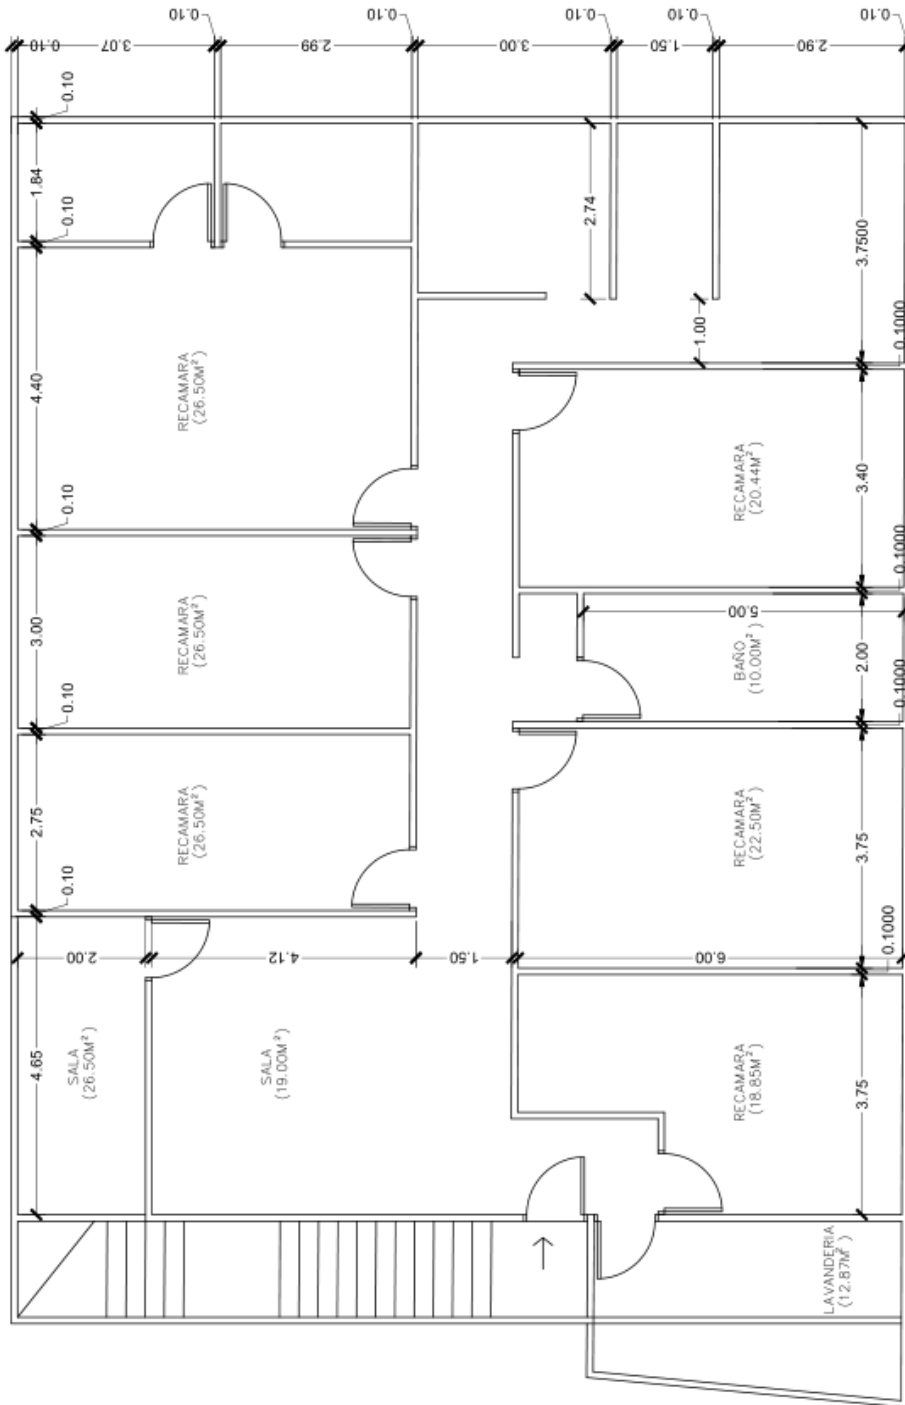 0.10
0.10
0.10
0.10
0.10
0.10
3.07
2.99
3.00
1.50
2.90
0.10
1.84
0.10
2.74
3.7500
1.00
0.1000
4.40
RECAMARA
(26.50M²)
RECAMARA
(20.44M²)
3.40
0.10
0.1000
3.00
RECAMARA
(26.50M²)
5.00
BAÑO
(10.00M²)
2.00
0.10
0.1000
2.75
RECAMARA
(26.50M²)
RECAMARA
(22.50M²)
3.75
0.10
0.1000
2.00
4.12
1.50
6.00
4.65
SALA
(26.50M²)
SALA
(19.00M²)
RECAMARA
(18.85M²)
3.75
LAVANDERIA
(12.87M²)